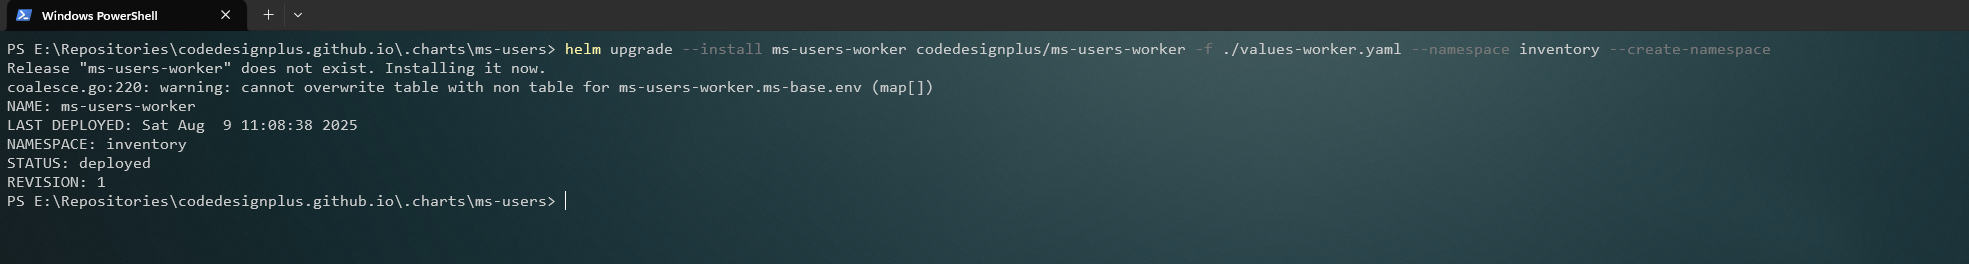 Windows PowerShell
PS E:\Repositories\codedesignplus.github.io\.charts\ms-users> helm upgrade --install ms-users-worker codedesignplus/ms-users-worker -f ./values-worker.yaml --namespace inventory --create-namespace
Release "ms-users-worker" does not exist. Installing it now.
coalesce.go:220: warning: cannot overwrite table with non table for ms-users-worker.ms-base.env (map[])
NAME: ms-users-worker
LAST DEPLOYED: Sat Aug  9 11:08:38 2025
NAMESPACE: inventory
STATUS: deployed
REVISION: 1
PS E:\Repositories\codedesignplus.github.io\.charts\ms-users>